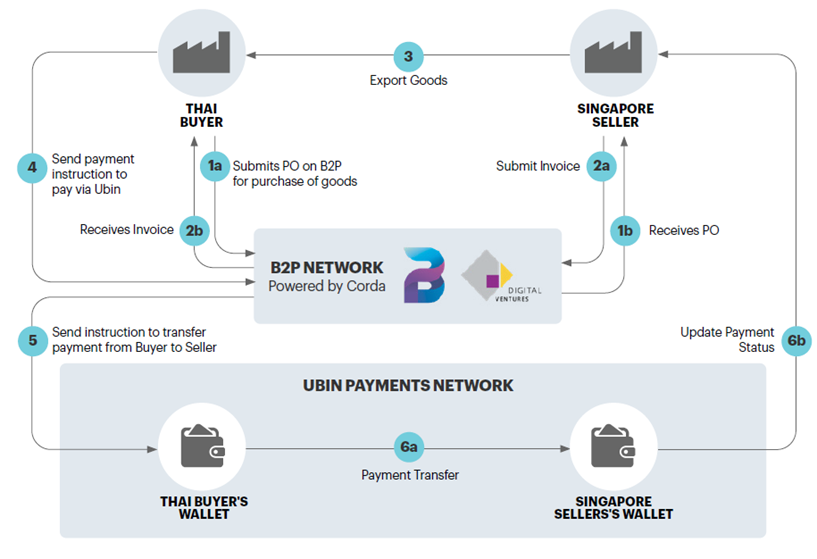 3
Export Goods
THAI
BUYER
SINGAPORE
SELLER
4
Send payment
instruction to
pay via Ubin
1a
Submits PO on B2P
for purchase of goods
Submit Invoice
2a
Receives Invoice
2b
1b
Receives PO
B2P NETWORK
Powered by Corda
DIGITAL
VENTURES
5
Send instruction to transfer
payment from Buyer to Seller
Update Payment
Status
6b
UBIN PAYMENTS NETWORK
6a
Payment Transfer
THAI BUYER'S
WALLET
SINGAPORE
SELLERS'S WALLET